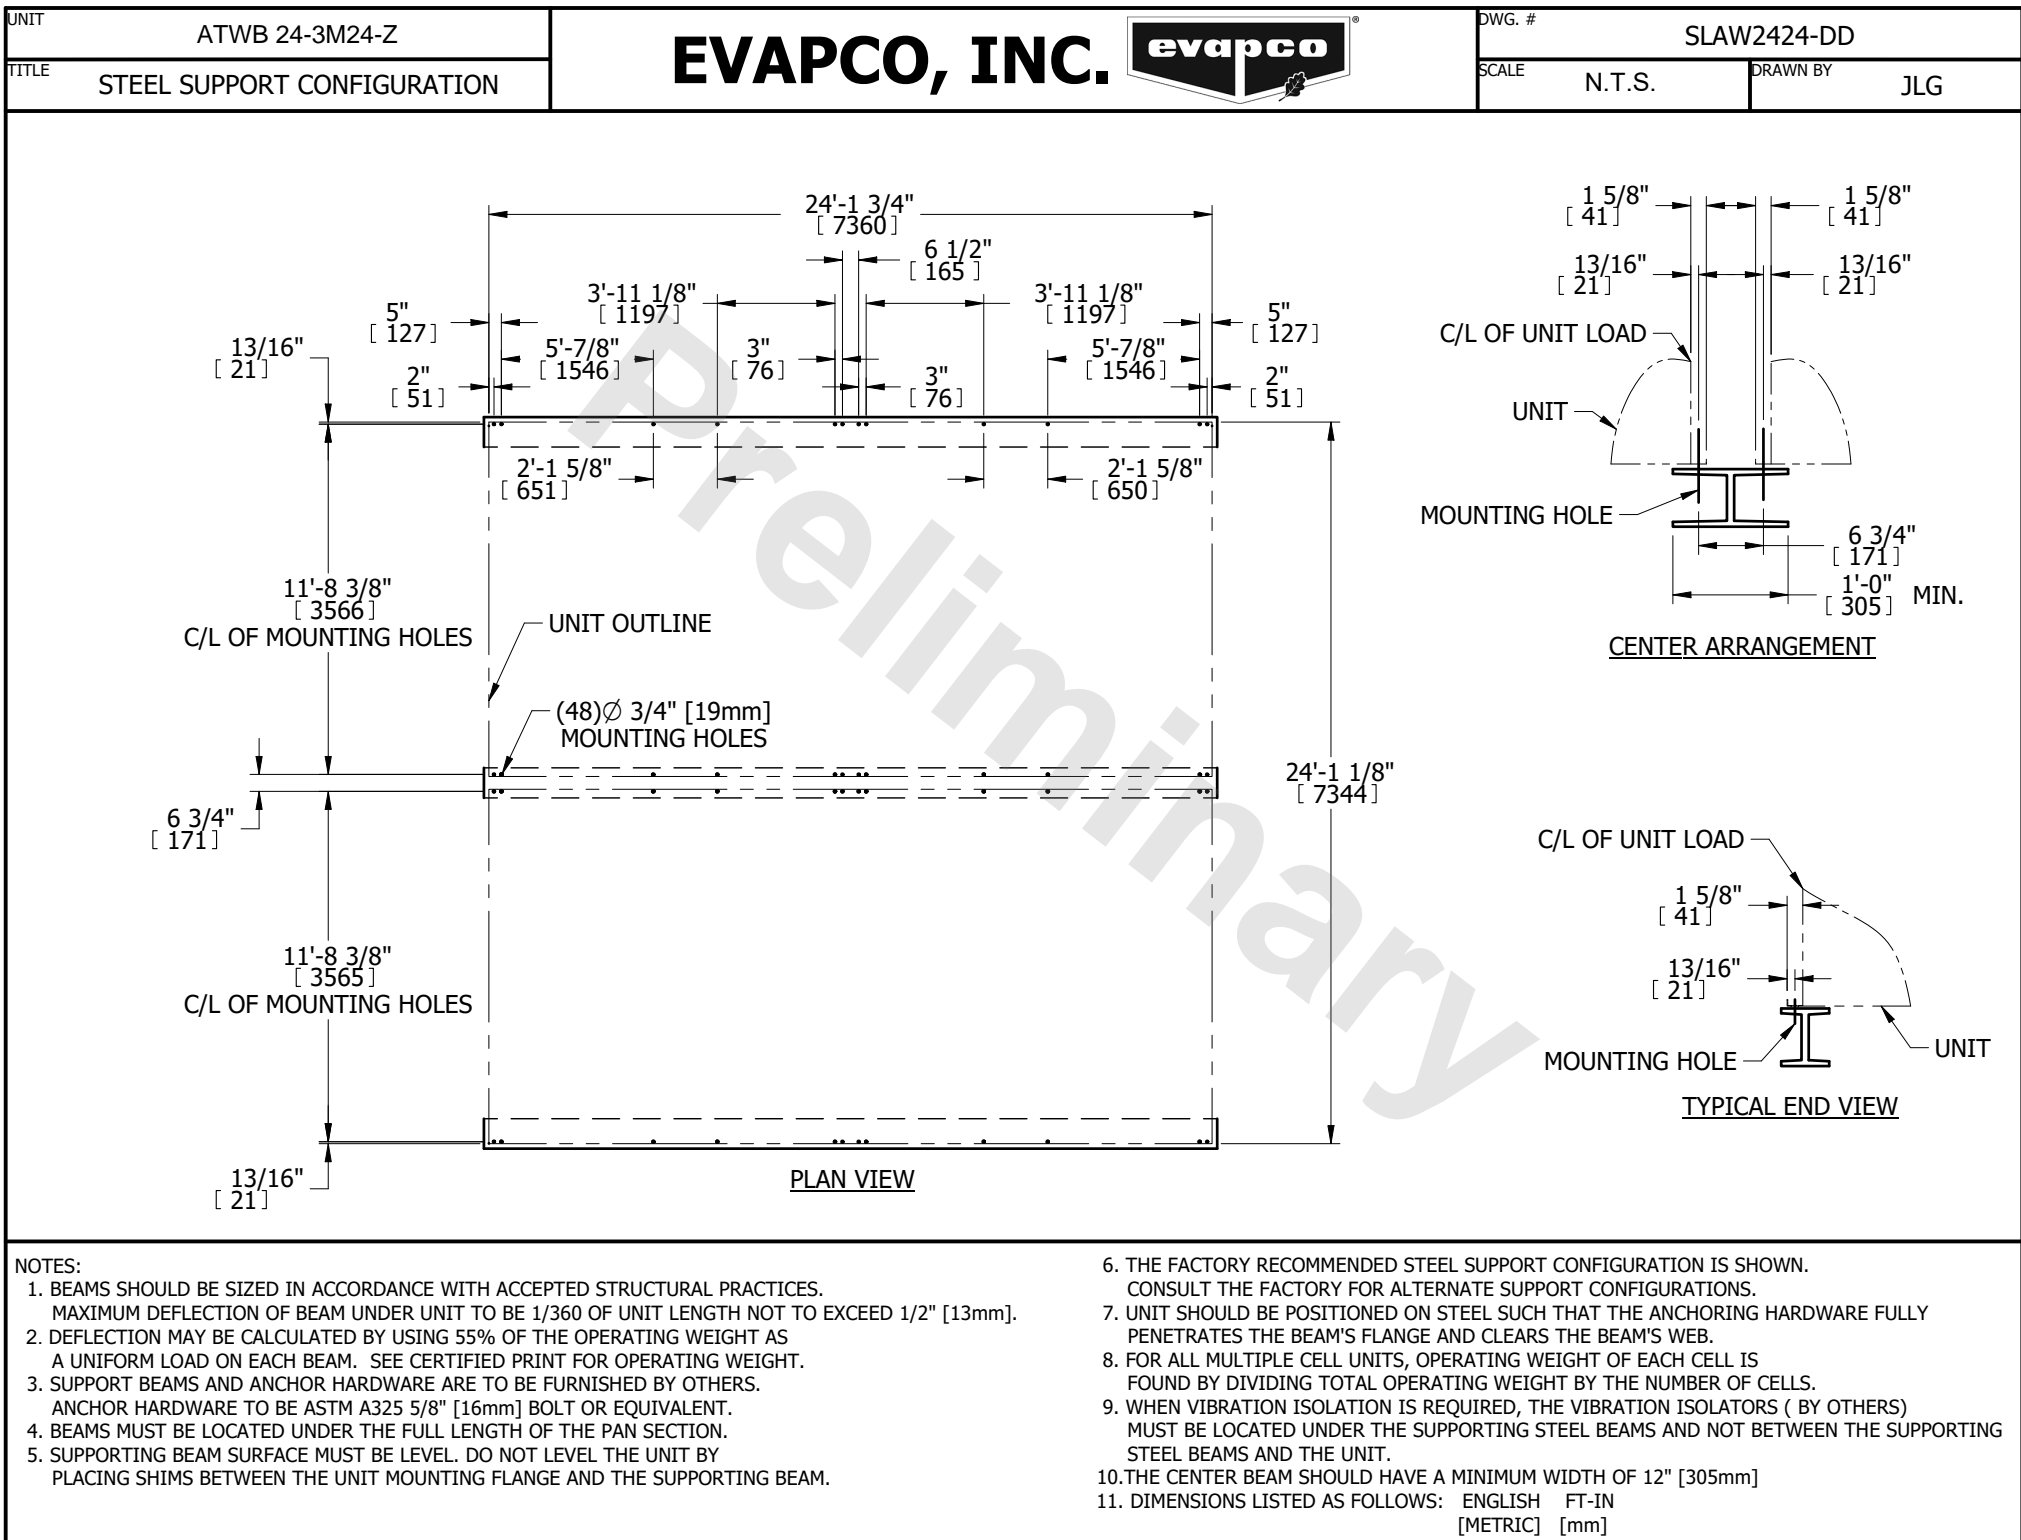 UNIT
ATWB 24-3M24-Z
TITLE
STEEL SUPPORT CONFIGURATION
EVAPCO, INC.
evapco
®
DWG. #
SLAW2424-DD
SCALE
N.T.S.
DRAWN BY
JLG
24'-1 3/4"
[ 7360 ]
6 1/2"
[ 165 ]
3'-11 1/8"
[ 1197 ]
3'-11 1/8"
[ 1197 ]
5"
[ 127 ]
5"
[ 127 ]
13/16"
[ 21 ]
5'-7/8"
[ 1546 ]
3"
[ 76 ]
5'-7/8"
[ 1546 ]
2"
[ 51 ]
3"
[ 76 ]
2"
[ 51 ]
2'-1 5/8"
[ 651 ]
2'-1 5/8"
[ 650 ]
11'-8 3/8"
[ 3566 ]
C/L OF MOUNTING HOLES
UNIT OUTLINE
(48)Ø 3/4" [19mm]
MOUNTING HOLES
6 3/4"
[ 171 ]
24'-1 1/8"
[ 7344 ]
11'-8 3/8"
[ 3565 ]
C/L OF MOUNTING HOLES
13/16"
[ 21 ]
PLAN VIEW
Preliminary
1 5/8"
[ 41 ]
1 5/8"
[ 41 ]
13/16"
[ 21 ]
13/16"
[ 21 ]
C/L OF UNIT LOAD
UNIT
MOUNTING HOLE
6 3/4"
[ 171 ]
1'-0"
[ 305 ] MIN.
CENTER ARRANGEMENT
C/L OF UNIT LOAD
1 5/8"
[ 41 ]
13/16"
[ 21 ]
MOUNTING HOLE
UNIT
TYPICAL END VIEW
NOTES:
1. BEAMS SHOULD BE SIZED IN ACCORDANCE WITH ACCEPTED STRUCTURAL PRACTICES.
MAXIMUM DEFLECTION OF BEAM UNDER UNIT TO BE 1/360 OF UNIT LENGTH NOT TO EXCEED 1/2" [13mm].
2. DEFLECTION MAY BE CALCULATED BY USING 55% OF THE OPERATING WEIGHT AS
A UNIFORM LOAD ON EACH BEAM. SEE CERTIFIED PRINT FOR OPERATING WEIGHT.
3. SUPPORT BEAMS AND ANCHOR HARDWARE ARE TO BE FURNISHED BY OTHERS.
ANCHOR HARDWARE TO BE ASTM A325 5/8" [16mm] BOLT OR EQUIVALENT.
4. BEAMS MUST BE LOCATED UNDER THE FULL LENGTH OF THE PAN SECTION.
5. SUPPORTING BEAM SURFACE MUST BE LEVEL. DO NOT LEVEL THE UNIT BY
PLACING SHIMS BETWEEN THE UNIT MOUNTING FLANGE AND THE SUPPORTING BEAM.
6. THE FACTORY RECOMMENDED STEEL SUPPORT CONFIGURATION IS SHOWN.
CONSULT THE FACTORY FOR ALTERNATE SUPPORT CONFIGURATIONS.
7. UNIT SHOULD BE POSITIONED ON STEEL SUCH THAT THE ANCHORING HARDWARE FULLY
PENETRATES THE BEAM'S FLANGE AND CLEARS THE BEAM'S WEB.
8. FOR ALL MULTIPLE CELL UNITS, OPERATING WEIGHT OF EACH CELL IS
FOUND BY DIVIDING TOTAL OPERATING WEIGHT BY THE NUMBER OF CELLS.
9. WHEN VIBRATION ISOLATION IS REQUIRED, THE VIBRATION ISOLATORS ( BY OTHERS)
MUST BE LOCATED UNDER THE SUPPORTING STEEL BEAMS AND NOT BETWEEN THE SUPPORTING
STEEL BEAMS AND THE UNIT.
10.THE CENTER BEAM SHOULD HAVE A MINIMUM WIDTH OF 12" [305mm]
11. DIMENSIONS LISTED AS FOLLOWS: ENGLISH FT-IN
[METRIC] [mm]